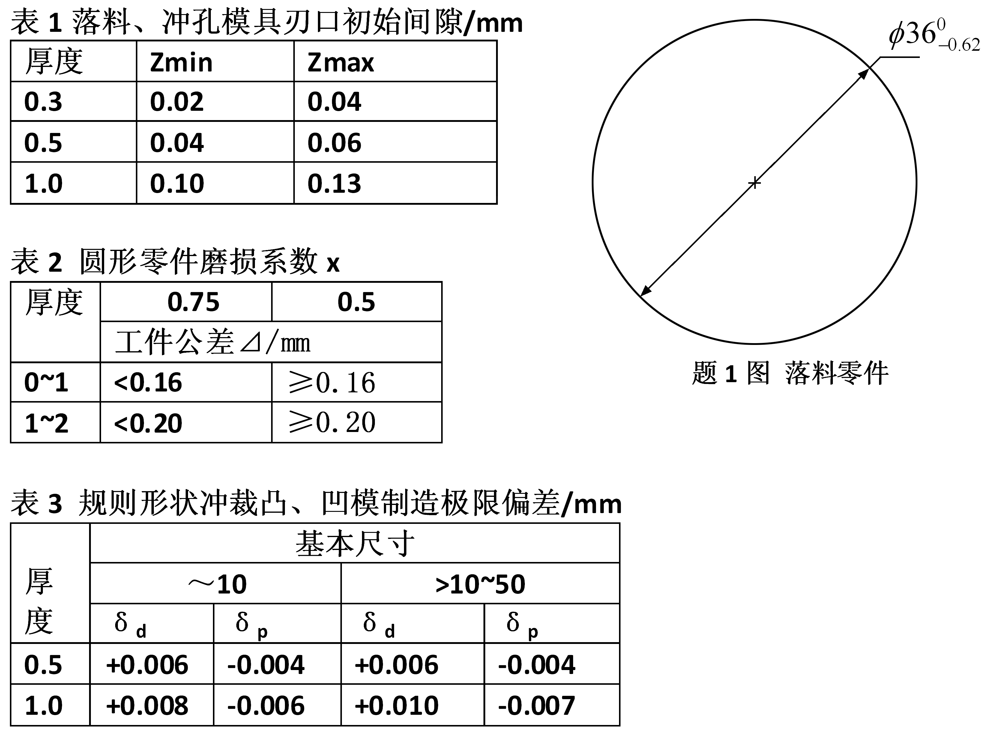 表 1 落料、冲孔模具刃口初始间隙/mm
厚度 Zmin Zmax
0.3 0.02 0.04
0.5 0.04 0.06
1.0 0.10 0.13
ϕ36 0 -0.62
题 1 图 落料零件
表 2 圆形零件磨损系数 x
厚度 0.75 0.5
工件公差⊿/mm
0~1 <0.16 ≥0.16
1~2 <0.20 ≥0.20
表 3 规则形状冲裁凸、凹模制造极限偏差/mm
厚度 基本尺寸
～10 >10~50
δd δp δd δp
0.5 +0.006 -0.004 +0.006 -0.004
1.0 +0.008 -0.006 +0.010 -0.007